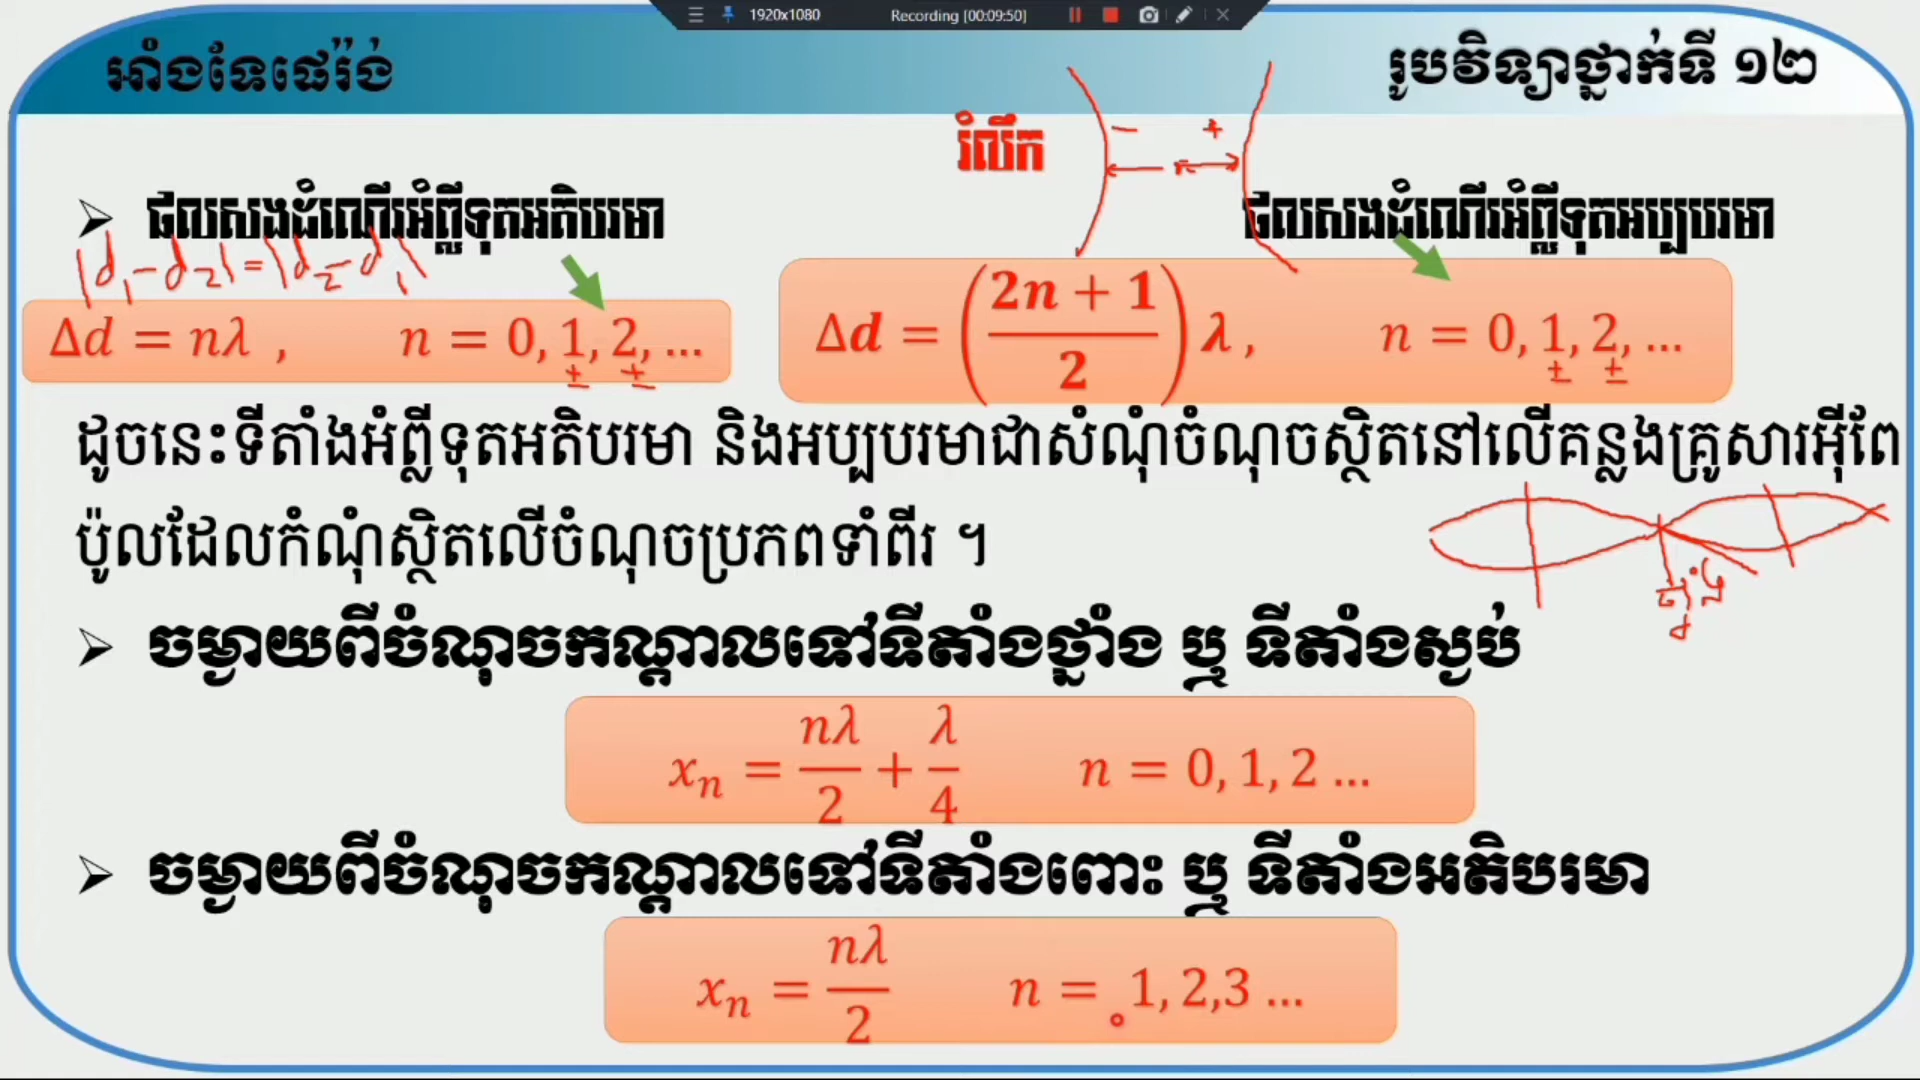 1920x1080 Recording [00:09:50]
អាំងទែផេរ៉ង់
រូបវិទ្យាថ្នាក់ទី ១២
រំលឹក
− +
ផលសងដំណើរអំព្លីទុតអតិបរមា
ផលសងដំណើរអំព្លីទុតអប្បបរមា
|d₁−d₂|=|d₂−d₁|
Δd = nλ , n = 0, 1, 2, ...
± ±
Δd = ((2n + 1)/2) λ , n = 0, 1, 2, ...
± ±
ដូចនេះទីតាំងអំព្លីទុតអតិបរមា និងអប្បបរមាជាសំណុំចំណុចស្ថិតនៅលើគន្លងគ្រួសារអ៊ីពែ
ប៉ូលដែលកំណុំស្ថិតលើចំណុចប្រភពទាំពីរ ។
ចម្ងាយពីចំណុចកណ្តាលទៅទីតាំងថ្នាំង ឬ ទីតាំងស្ងប់
xₙ = nλ/2 + λ/4 n = 0, 1, 2 ...
ចម្ងាយពីចំណុចកណ្តាលទៅទីតាំងពោះ ឬ ទីតាំងអតិបរមា
xₙ = nλ/2 n = 0 1, 2,3 ...